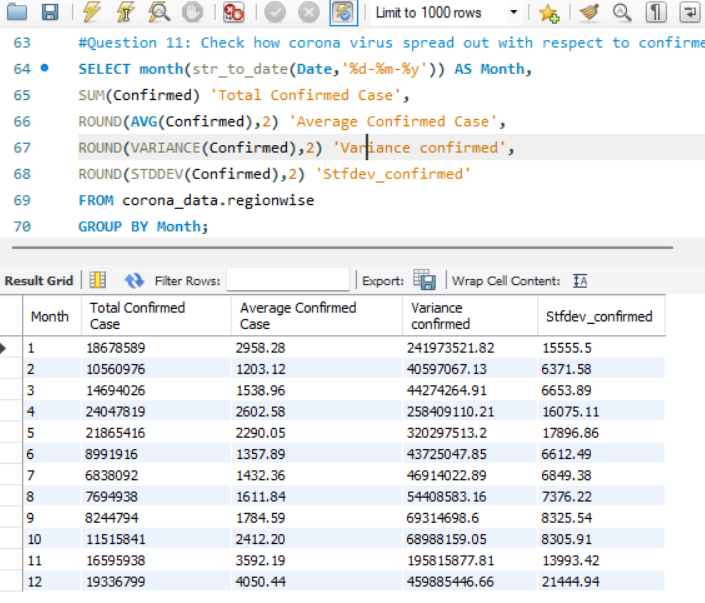 Limit to 1000 rows
63 #Question 11: Check how corona virus spread out with respect to confirme
64 SELECT month(str_to_date(Date,'%d-%m-%y')) AS Month,
65 SUM(Confirmed) 'Total Confirmed Case',
66 ROUND(AVG(Confirmed),2) 'Average Confirmed Case',
67 ROUND(VARIANCE(Confirmed),2) 'Variance confirmed',
68 ROUND(STDDEV(Confirmed),2) 'Stfdev_confirmed'
69 FROM corona_data.regionwise
70 GROUP BY Month;
Result Grid Filter Rows: Export: Wrap Cell Content: IA
Month Total Confirmed Case Average Confirmed Case Variance confirmed Stfdev_confirmed
1 18678589 2958.28 241973521.82 15555.5
2 10560976 1203.12 40597067.13 6371.58
3 14694026 1538.96 44274264.91 6653.89
4 24047819 2602.58 258409110.21 16075.11
5 21865416 2290.05 320297513.2 17896.86
6 8991916 1357.89 43725047.85 6612.49
7 6838092 1432.36 46914022.89 6849.38
8 7694938 1611.84 54408583.16 7376.22
9 8244794 1784.59 69314698.6 8325.54
10 11515841 2412.20 68988159.05 8305.91
11 16595938 3592.19 195815877.81 13993.42
12 19336799 4050.44 459885446.66 21444.94